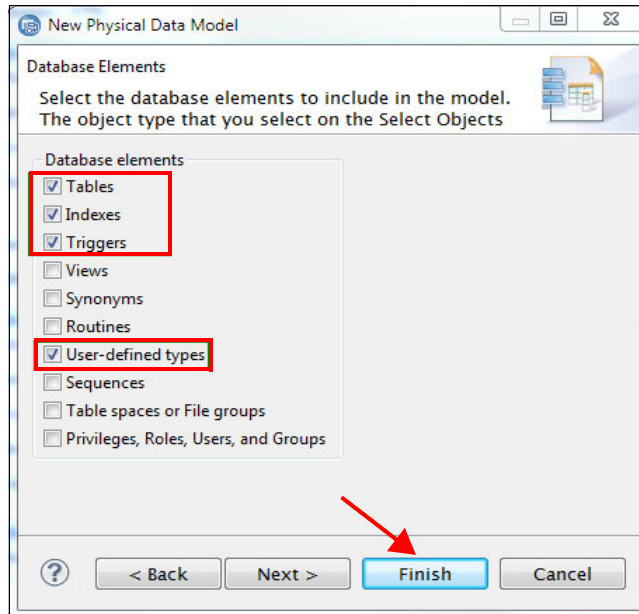 New Physical Data Model
Database Elements
Select the database elements to include in the model.
The object type that you select on the Select Objects
Database elements
Tables
Indexes
Triggers
Views
Synonyms
Routines
User-defined types
Sequences
Table spaces or File groups
Privileges, Roles, Users, and Groups
? < Back Next > Finish Cancel